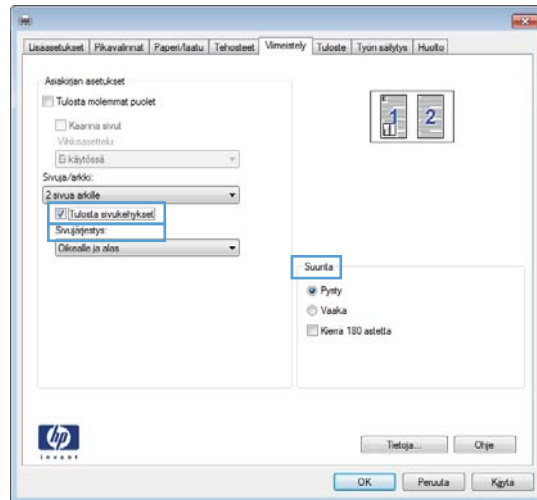 Lisäasetukset Pikavalinnat Paperi/laatu Tehosteet Viimeistely Tuloste Työn säilytys Huolto
Asiakirjan asetukset
Tulosta molemmat puolet
Käännä sivut
Vihkoasettelu:
Ei käytössä
Sivuja/arkki:
2 sivua arkille
Tulosta sivukehykset
Sivujärjestys:
Oikealle ja alas
1 2
Suunta
Pysty
Vaaka
Kierrä 180 astetta
hp
invent
Tietoja... Ohje
OK Peruuta Käytä